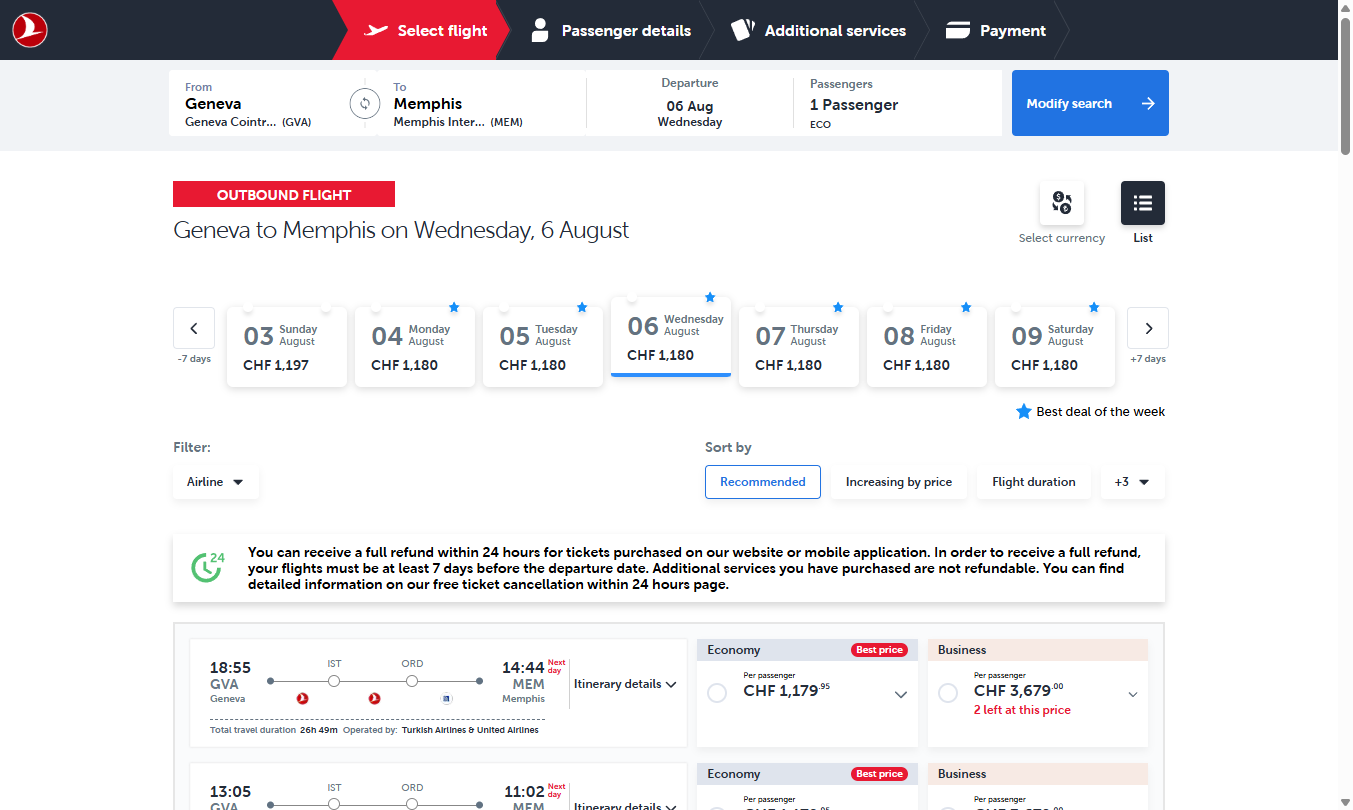 Select flight
Passenger details
Additional services
Payment
From
Geneva
Geneva Cointr... (GVA)
To
Memphis
Memphis Inter... (MEM)
Departure
06 Aug
Wednesday
Passengers
1 Passenger
ECO
Modify search
OUTBOUND FLIGHT
Geneva to Memphis on Wednesday, 6 August
Select currency
List
-7 days
03 Sunday August
CHF 1,197
04 Monday August
CHF 1,180
05 Tuesday August
CHF 1,180
06 Wednesday August
CHF 1,180
07 Thursday August
CHF 1,180
08 Friday August
CHF 1,180
09 Saturday August
CHF 1,180
+7 days
Best deal of the week
Filter:
Airline
Sort by
Recommended
Increasing by price
Flight duration
+3
24
You can receive a full refund within 24 hours for tickets purchased on our website or mobile application. In order to receive a full refund,
your flights must be at least 7 days before the departure date. Additional services you have purchased are not refundable. You can find
detailed information on our free ticket cancellation within 24 hours page.
18:55
GVA
Geneva
IST
ORD
14:44 Next day
MEM
Memphis
Itinerary details
Total travel duration 26h 49m Operated by: Turkish Airlines & United Airlines
Economy
Best price
Per passenger
CHF 1,179.95
Business
Per passenger
CHF 3,679.00
2 left at this price
13:05
GVA
IST
ORD
11:02 Next day
MEM
Itinerary details
Economy
Best price
Per passenger
Business
Per passenger